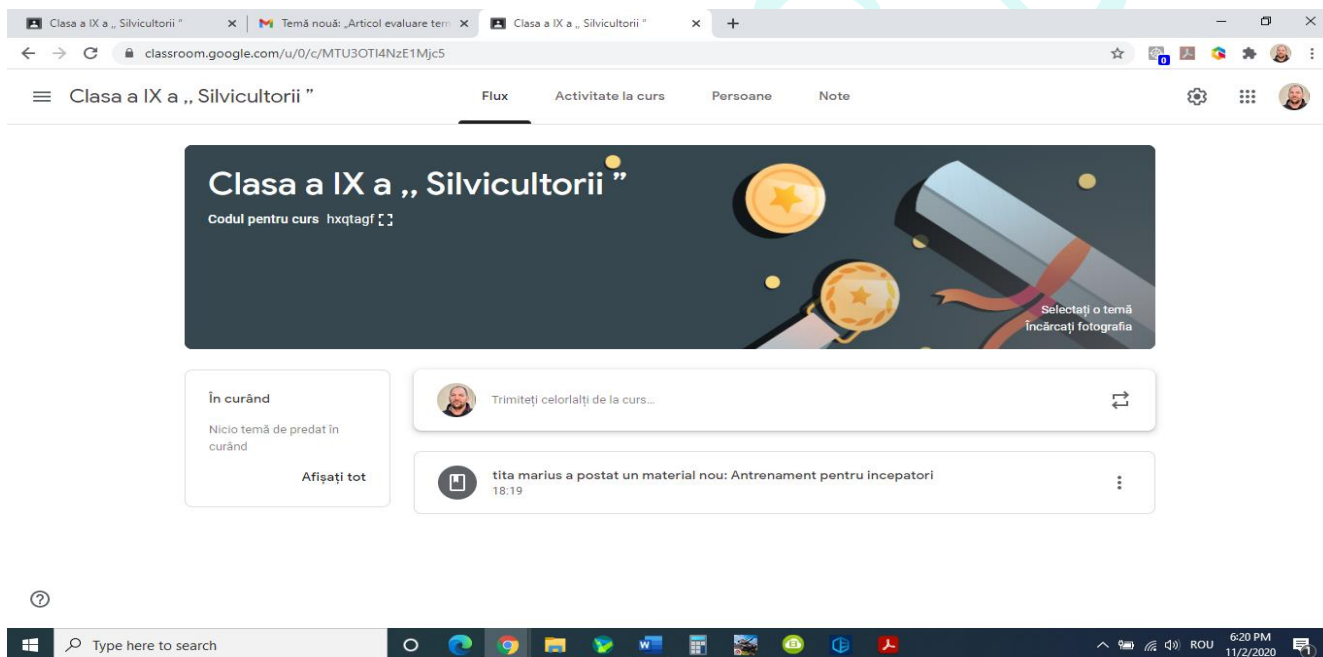 Clasa a IX a „ Silvicultorii ”
Temă nouă: „Articol evaluare tem
Clasa a IX a „ Silvicultorii ”
classroom.google.com/u/0/c/MTU3OTI4NzE1Mjc5
0
Clasa a IX a ,, Silvicultorii ”
Flux
Activitate la curs
Persoane
Note
Clasa a IX a ,, Silvicultorii ”
Codul pentru curs hxqtagf
Selectați o temă
Încărcați fotografia
În curând
Nicio temă de predat în
curând
Afișați tot
Trimiteți celorlalți de la curs...
tita marius a postat un material nou: Antrenament pentru incepatori
18:19
Type here to search
ROU
6:20 PM
11/2/2020
1